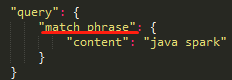 "query": {
"match_phrase": {
"content": "java spark"
}
}